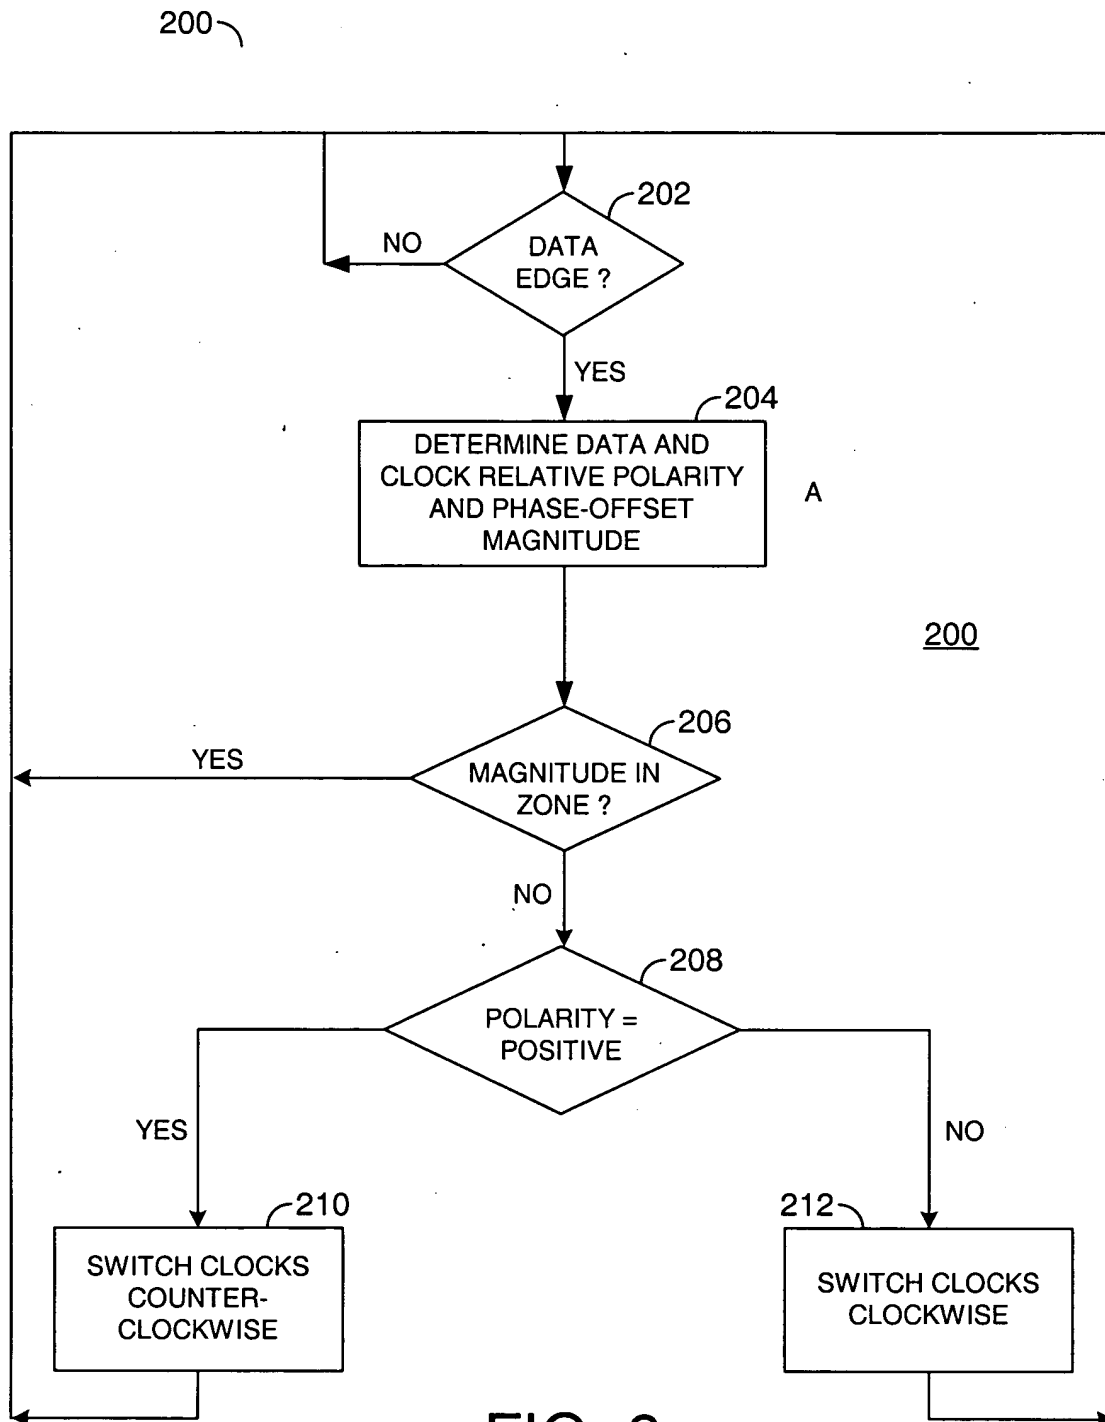 200
202
DATA
EDGE ?
NO
YES
204
DETERMINE DATA AND
CLOCK RELATIVE POLARITY
AND PHASE-OFFSET
MAGNITUDE
A
200
206
YES
MAGNITUDE IN
ZONE ?
NO
208
POLARITY =
POSITIVE
YES
NO
210
212
SWITCH CLOCKS
COUNTER-
CLOCKWISE
SWITCH CLOCKS
CLOCKWISE
FIG.